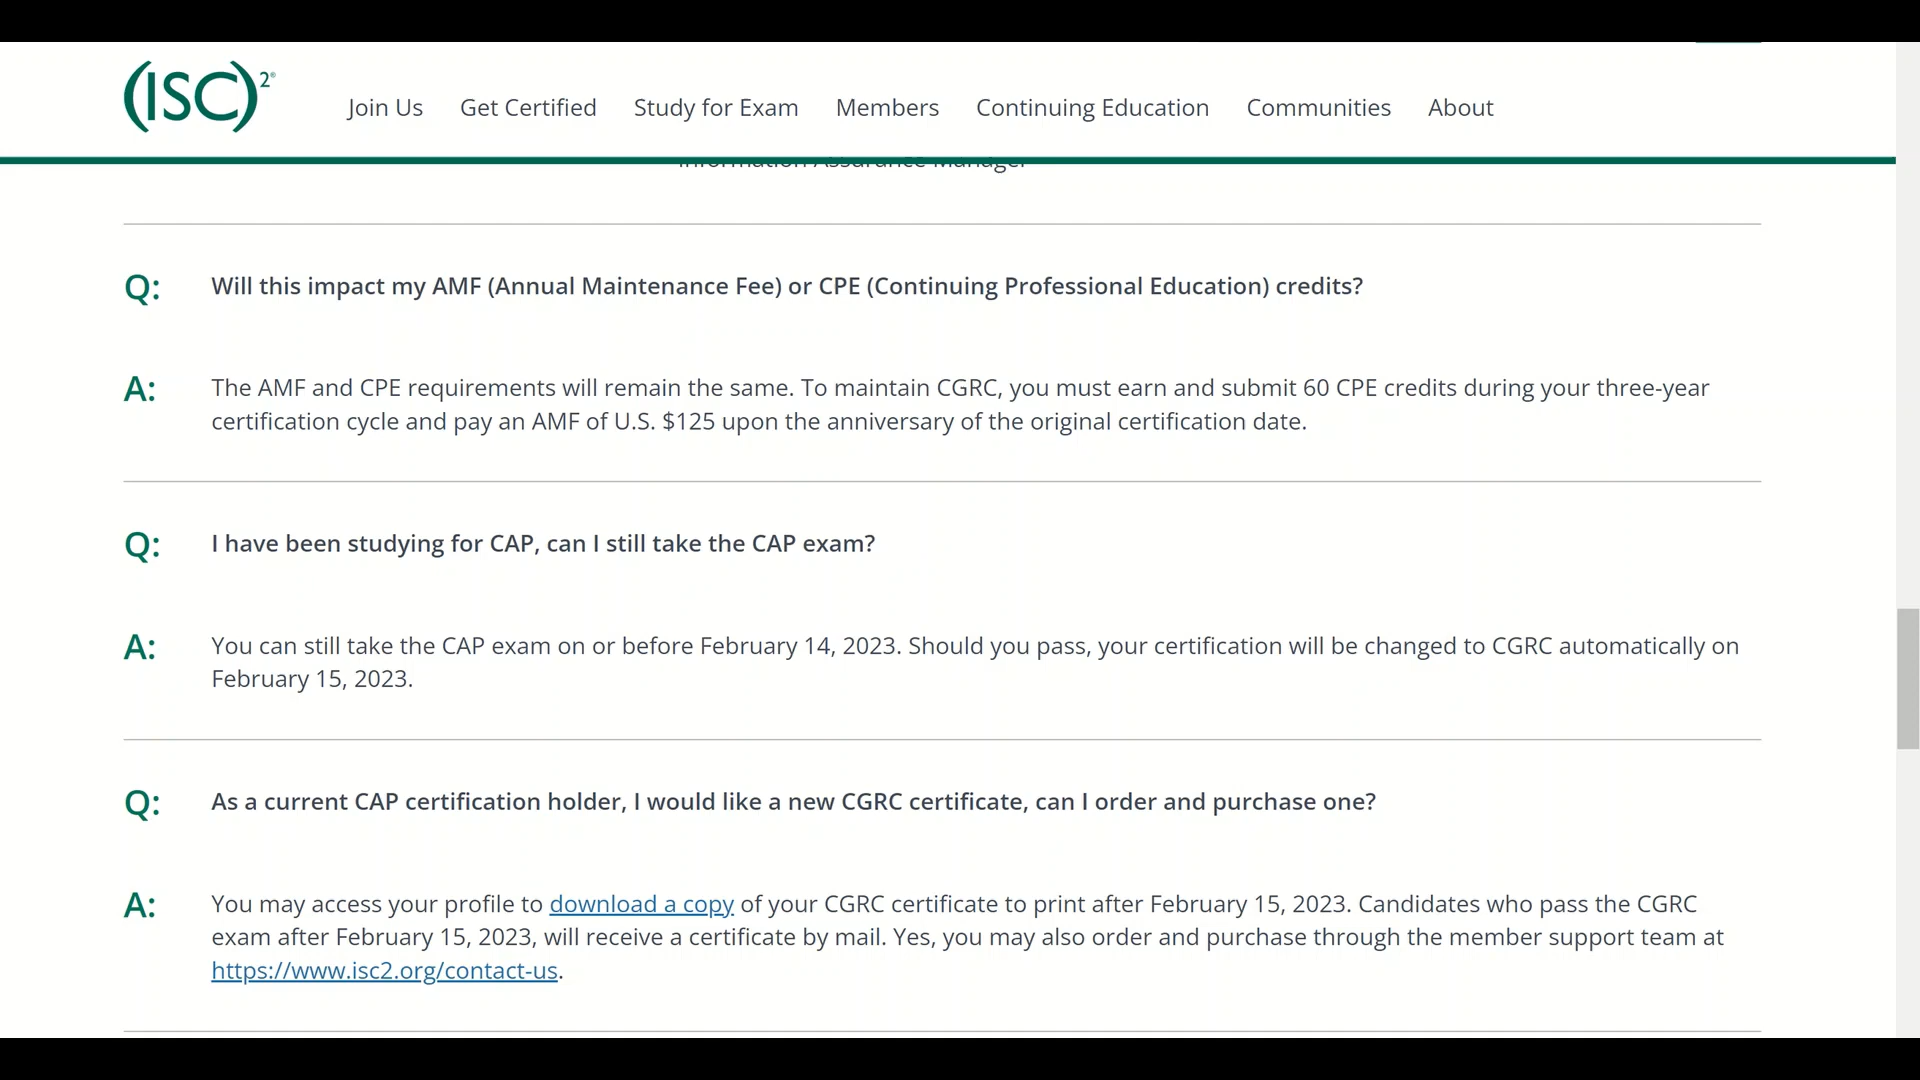 (ISC)2®
Join Us Get Certified Study for Exam Members Continuing Education Communities About
Information Assurance Manager
Q: Will this impact my AMF (Annual Maintenance Fee) or CPE (Continuing Professional Education) credits?
A: The AMF and CPE requirements will remain the same. To maintain CGRC, you must earn and submit 60 CPE credits during your three-year
certification cycle and pay an AMF of U.S. $125 upon the anniversary of the original certification date.
Q: I have been studying for CAP, can I still take the CAP exam?
A: You can still take the CAP exam on or before February 14, 2023. Should you pass, your certification will be changed to CGRC automatically on
February 15, 2023.
Q: As a current CAP certification holder, I would like a new CGRC certificate, can I order and purchase one?
A: You may access your profile to download a copy of your CGRC certificate to print after February 15, 2023. Candidates who pass the CGRC
exam after February 15, 2023, will receive a certificate by mail. Yes, you may also order and purchase through the member support team at
https://www.isc2.org/contact-us.